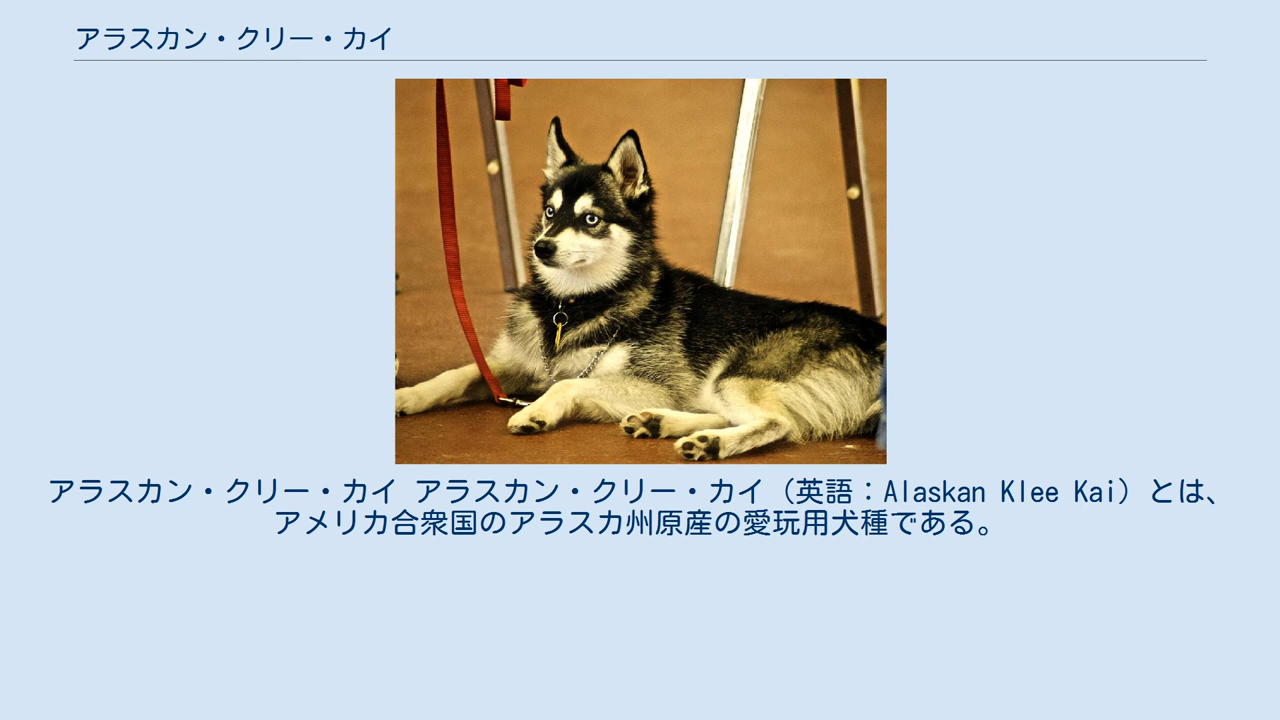 アラスカン・クリー・カイ
アラスカン・クリー・カイ アラスカン・クリー・カイ（英語：Alaskan Klee Kai）とは、
アメリカ合衆国のアラスカ州原産の愛玩用犬種である。